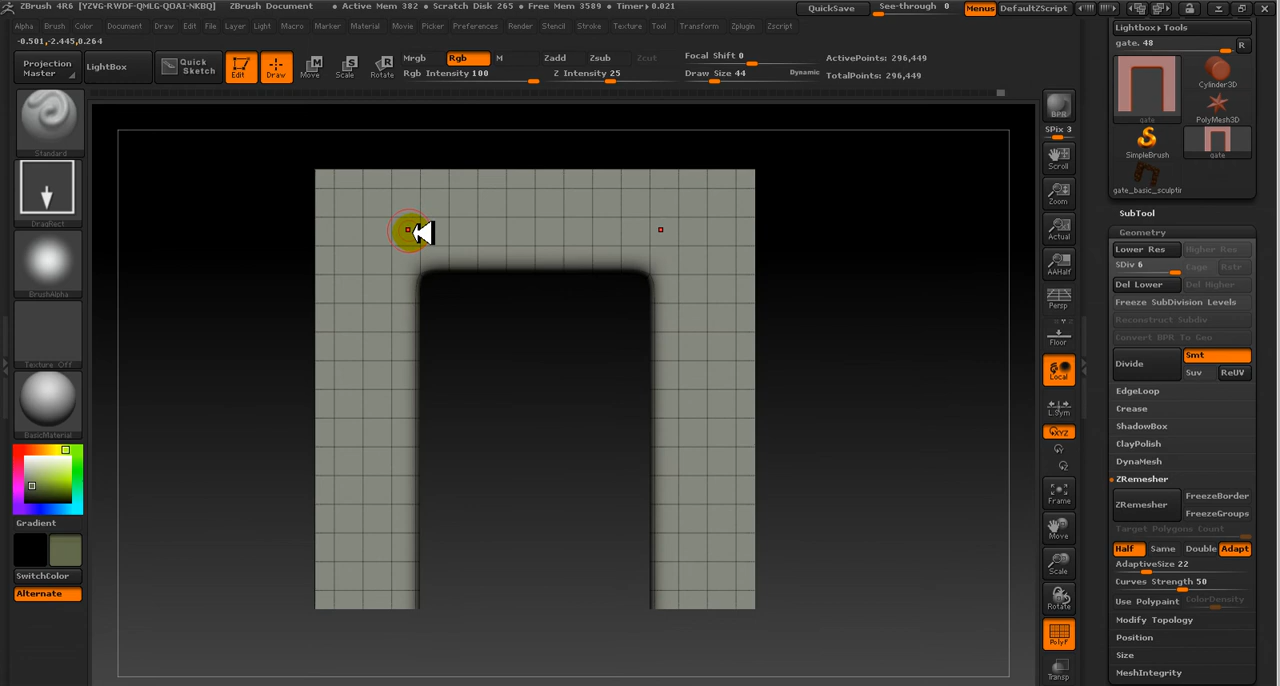 ZBrush 4R6 [YZVG-RWDF-QMLG-QOAI-NKBQ] ZBrush Document • Active Mem 382 • Scratch Disk 265 • Free Mem 3589 • Timer▸0.021 QuickSave See-through 0 Menus DefaultZScript
Alpha Brush Color Document Draw Edit File Layer Light Macro Marker Material Movie Picker Preferences Render Stencil Stroke Texture Tool Transform Zplugin Zscript
-0.501,-2.445,0.264
Projection Master
LightBox
Quick Sketch
Edit
Draw
Move
Scale
Rotate
Mrgb Rgb M Zadd Zsub Zcut
Rgb Intensity 100 Z Intensity 25
Focal Shift 0
Draw Size 44 Dynamic
ActivePoints: 296,449
TotalPoints: 296,449
Standard
DragRect
BrushAlpha
Texture Off
BasicMaterial
Gradient
SwitchColor
Alternate
BPR
SPix 3
Scroll
Zoom
Actual
AAHalf
Persp
Floor
Local
L.Sym
XYZ
Frame
Move
Scale
Rotate
PolyF
Transp
Lightbox▸Tools
gate. 48 R
gate
Cylinder3D
PolyMesh3D
SimpleBrush
gate
gate_basic_sculptir
SubTool
Geometry
Lower Res Higher Res
SDiv 6 Cage Rstr
Del Lower Del Higher
Freeze SubDivision Levels
Reconstruct Subdiv
Convert BPR To Geo
Divide
Smt
Suv ReUV
EdgeLoop
Crease
ShadowBox
ClayPolish
DynaMesh
ZRemesher
ZRemesher
FreezeBorder
FreezeGroups
Target Polygons Count
Half Same Double Adapt
AdaptiveSize 22
Curves Strength 50
Use Polypaint ColorDensity
Modify Topology
Position
Size
MeshIntegrity